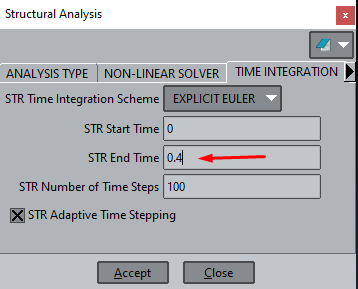 Structural Analysis
x
ANALYSIS TYPE NON-LINEAR SOLVER TIME INTEGRATION
STR Time Integration Scheme EXPLICIT EULER
STR Start Time 0
STR End Time 0.4
STR Number of Time Steps 100
STR Adaptive Time Stepping
Accept Close